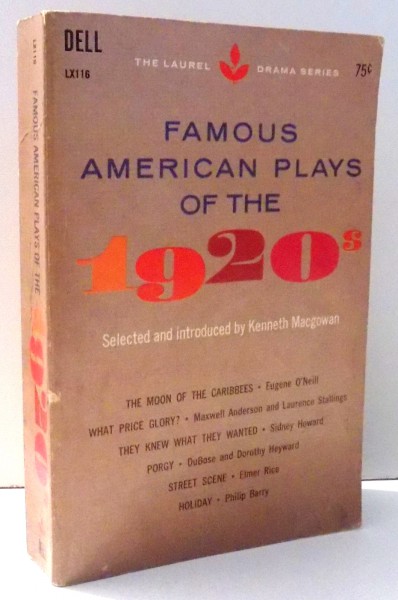 LX116
FAMOUS AMERICAN PLAYS OF THE
1920
DELL
LX116
THE LAUREL DRAMA SERIES
75¢
FAMOUS
AMERICAN PLAYS
OF THE
1920s
Selected and introduced by Kenneth Macgowan
THE MOON OF THE CARIBBEES • Eugene O'Neill
WHAT PRICE GLORY? • Maxwell Anderson and Laurence Stallings
THEY KNEW WHAT THEY WANTED • Sidney Howard
PORGY • DuBose and Dorothy Heyward
STREET SCENE • Elmer Rice
HOLIDAY • Philip Barry